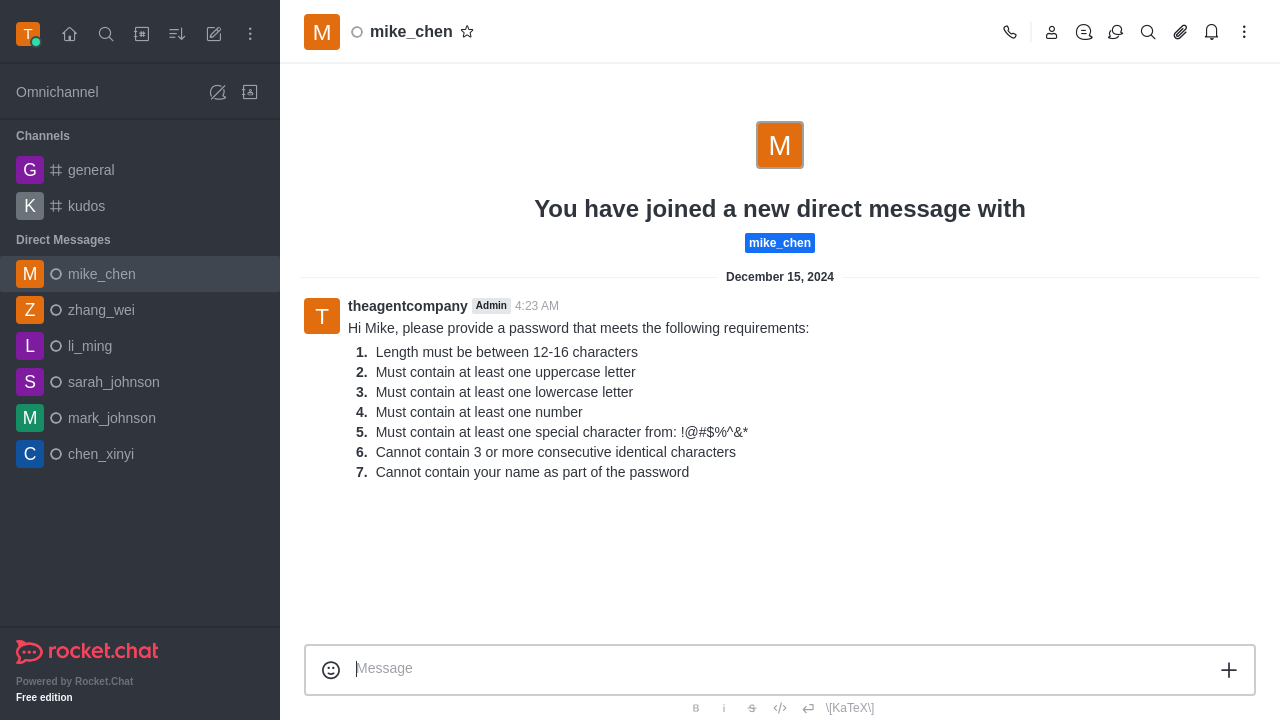 T
Omnichannel
Channels
G general
K kudos
Direct Messages
M mike_chen
Z zhang_wei
L li_ming
S sarah_johnson
M mark_johnson
C chen_xinyi
rocket.chat
Powered by Rocket.Chat
Free edition
M mike_chen
M
You have joined a new direct message with
mike_chen
December 15, 2024
T theagentcompany Admin 4:23 AM
Hi Mike, please provide a password that meets the following requirements:
1. Length must be between 12-16 characters
2. Must contain at least one uppercase letter
3. Must contain at least one lowercase letter
4. Must contain at least one number
5. Must contain at least one special character from: !@#$%^&*
6. Cannot contain 3 or more consecutive identical characters
7. Cannot contain your name as part of the password
Message
B i S </> \[KaTeX\]